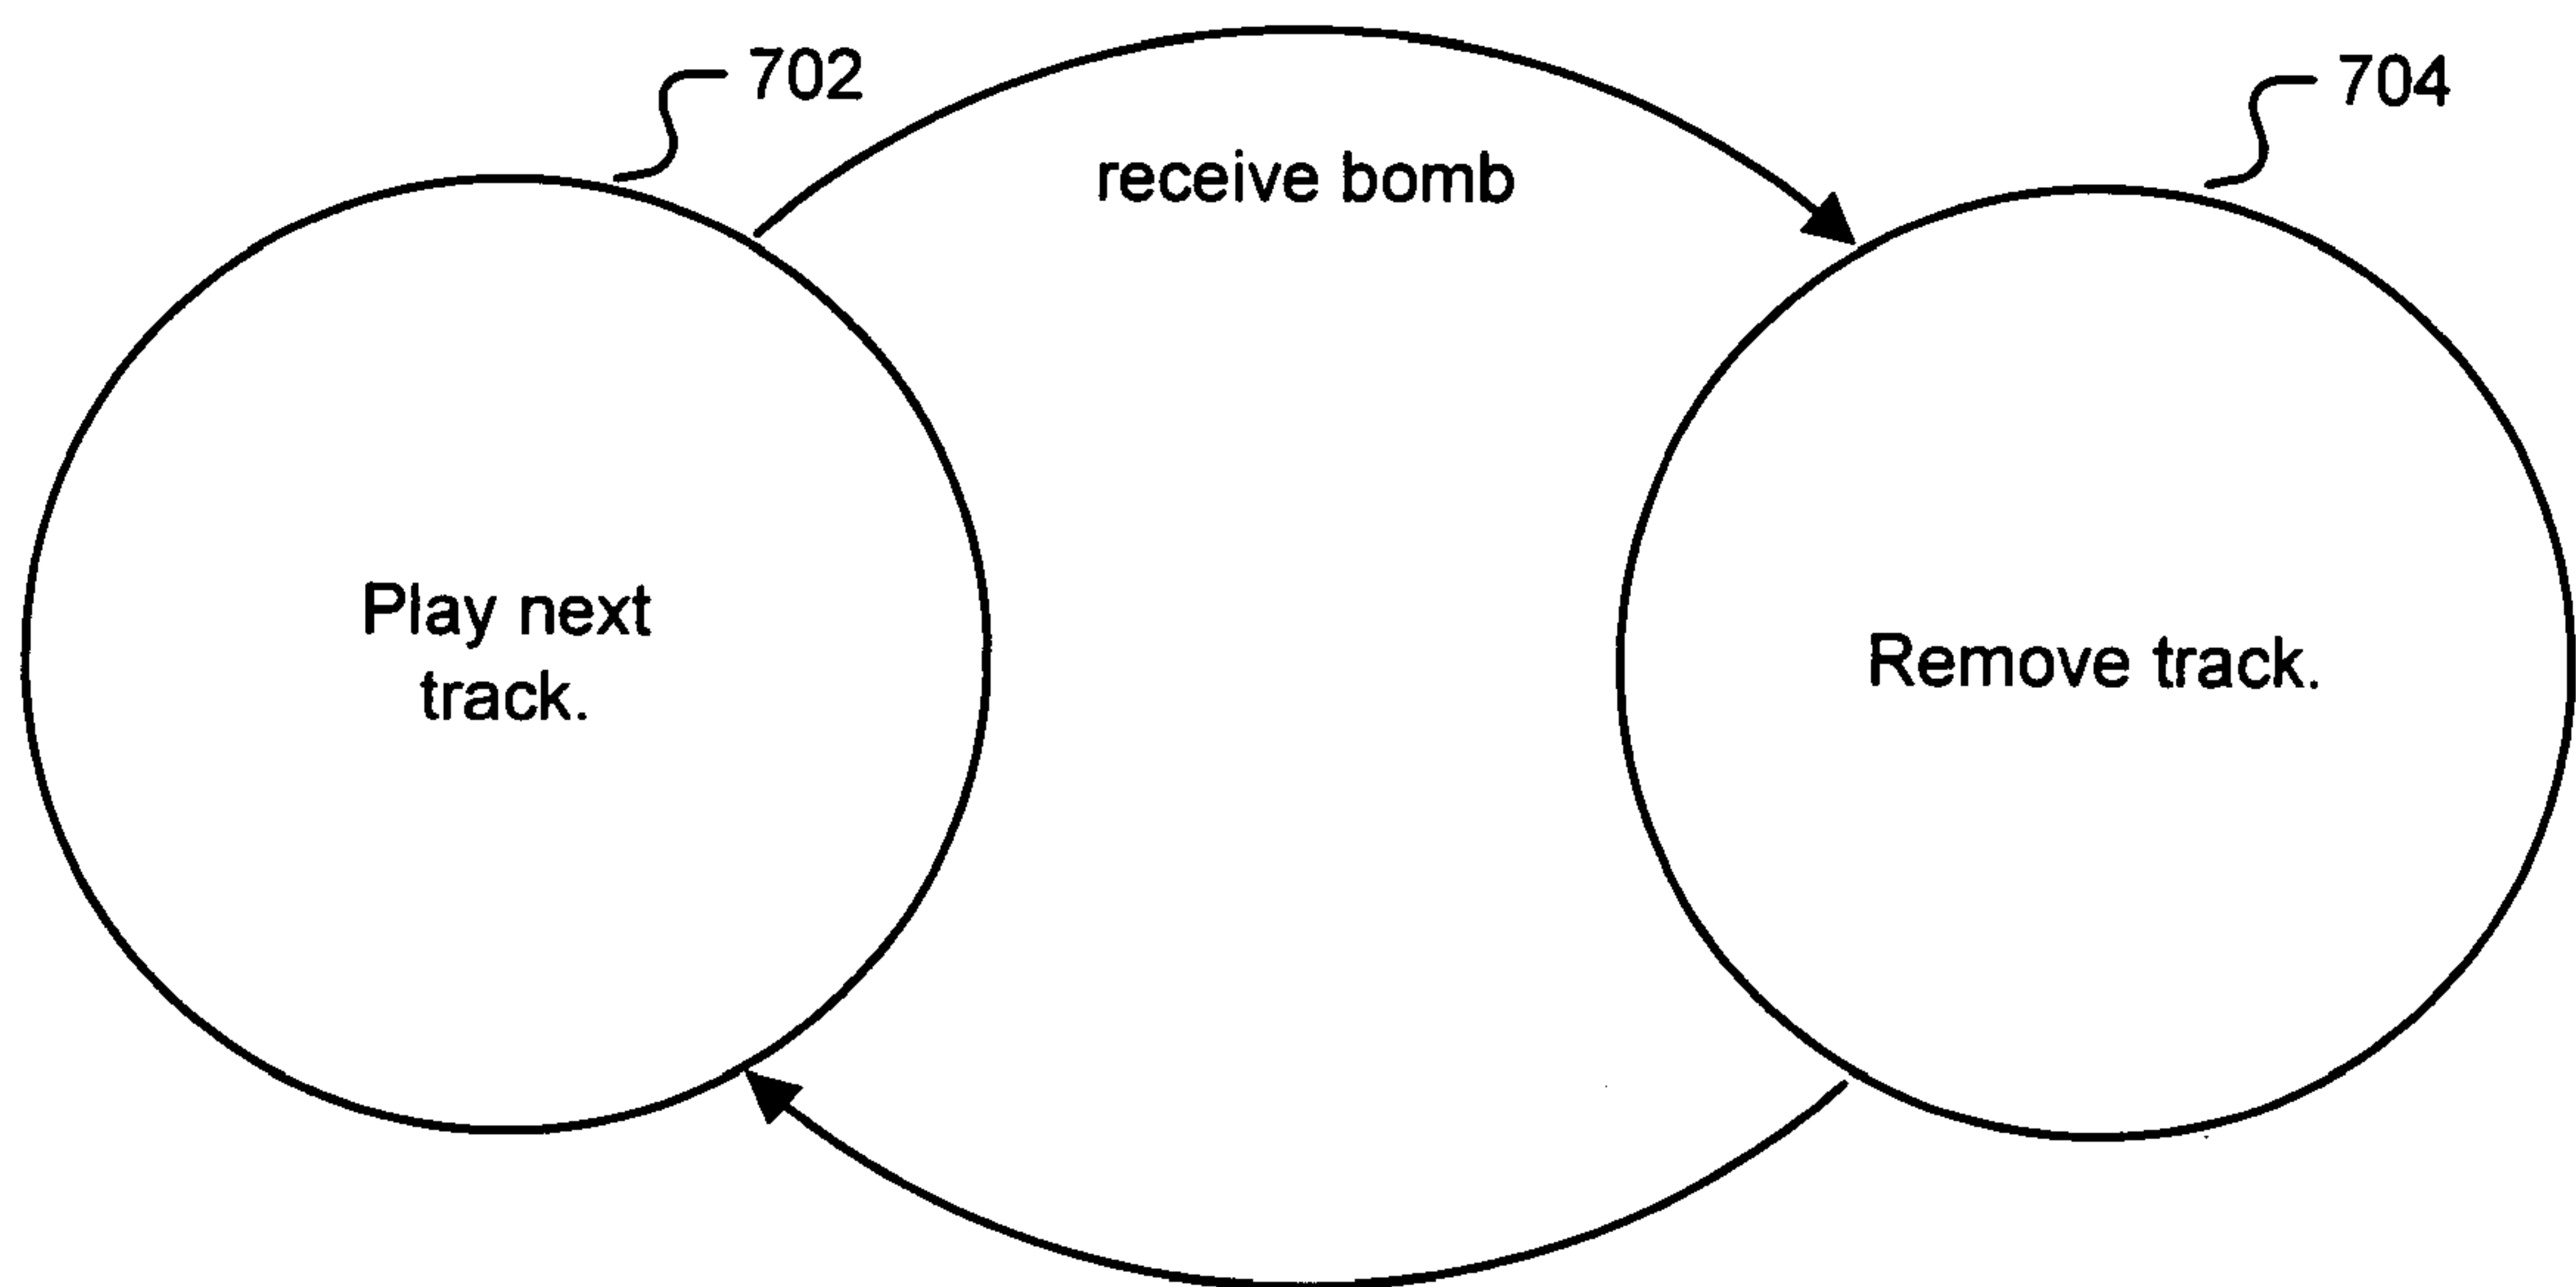 702
704
receive bomb
Play next
track.
Remove track.